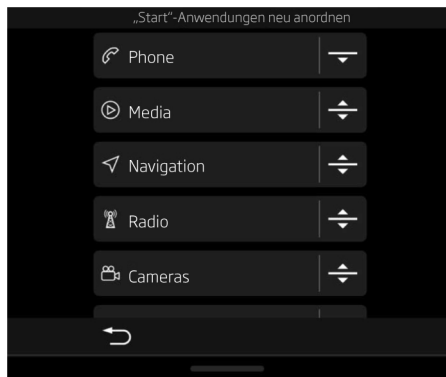 „Start“-Anwendungen neu anordnen
Phone
Media
Navigation
Radio
Cameras